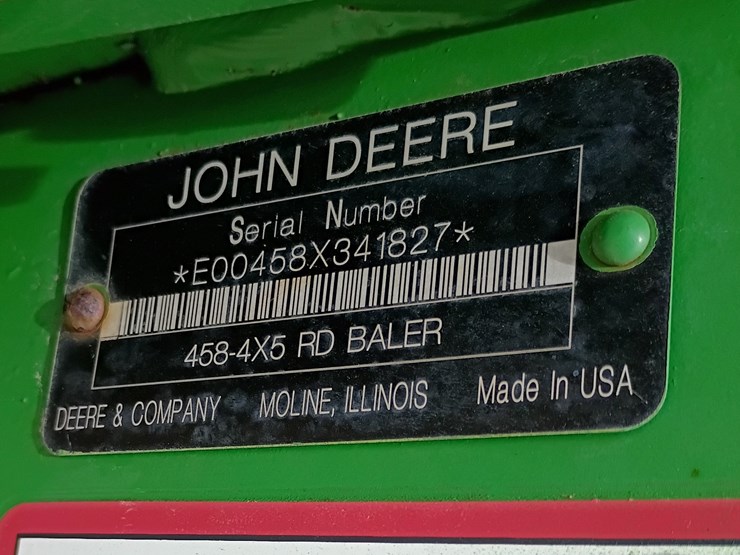 JOHN DEERE
Serial Number
*E00458X341827*
458-4X5 RD BALER
DEERE & COMPANY MOLINE, ILLINOIS Made In USA